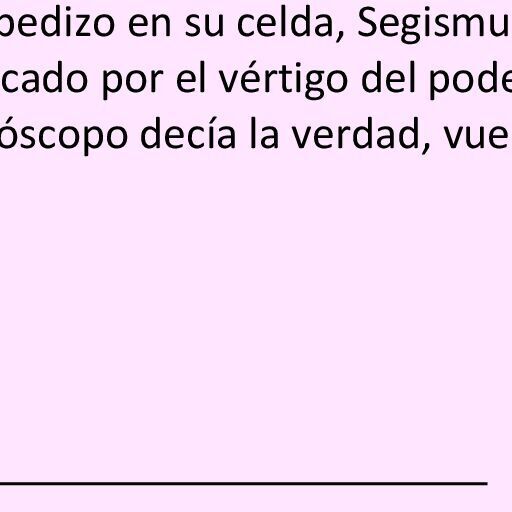 pedizo en su celda, Segismu
cado por el vértigo del pode
óscopo decía la verdad, vue